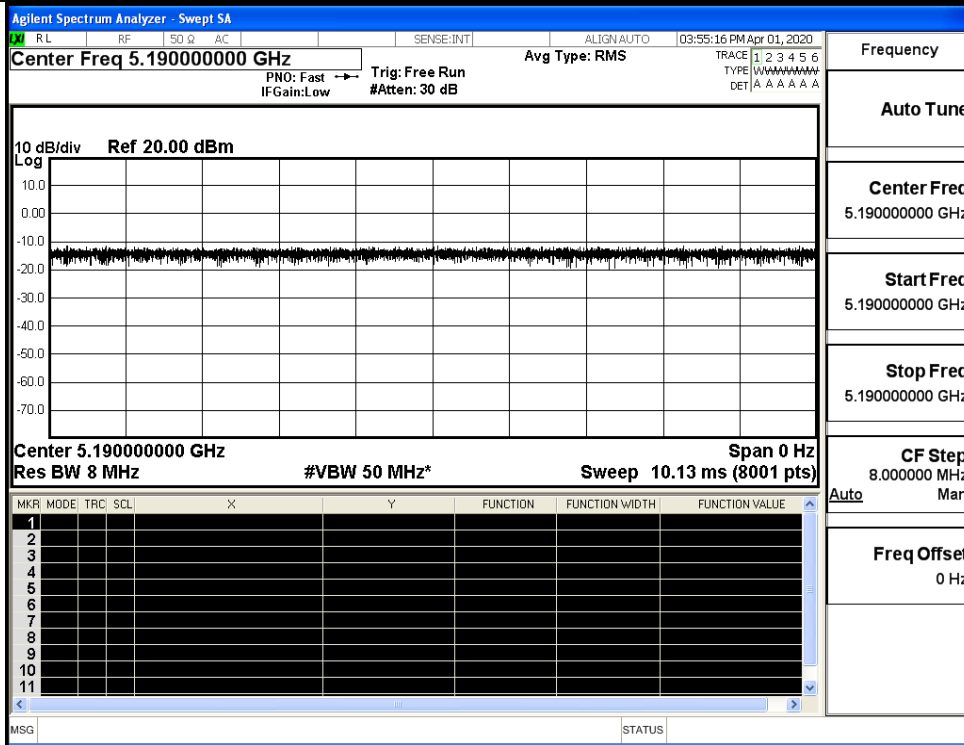 Agilent Spectrum Analyzer - Swept SA
LXI RL RF 50 Ω AC SENSE:INT ALIGN AUTO 03:55:16 PM Apr 01, 2020
Center Freq 5.190000000 GHz
PNO: Fast
IFGain:Low
Trig: Free Run
#Atten: 30 dB
Avg Type: RMS
TRACE 1 2 3 4 5 6
TYPE WWWWWW
DET A A A A A A
10 dB/div Ref 20.00 dBm
Log
10.0
0.00
-10.0
-20.0
-30.0
-40.0
-50.0
-60.0
-70.0
Center 5.190000000 GHz Span 0 Hz
Res BW 8 MHz #VBW 50 MHz* Sweep 10.13 ms (8001 pts)
MKR MODE TRC SCL X Y FUNCTION FUNCTION WIDTH FUNCTION VALUE
1
2
3
4
5
6
7
8
9
10
11
MSG STATUS
Frequency
Auto Tune
Center Freq
5.190000000 GHz
Start Freq
5.190000000 GHz
Stop Freq
5.190000000 GHz
CF Step
8.000000 MHz
Auto Man
Freq Offset
0 Hz